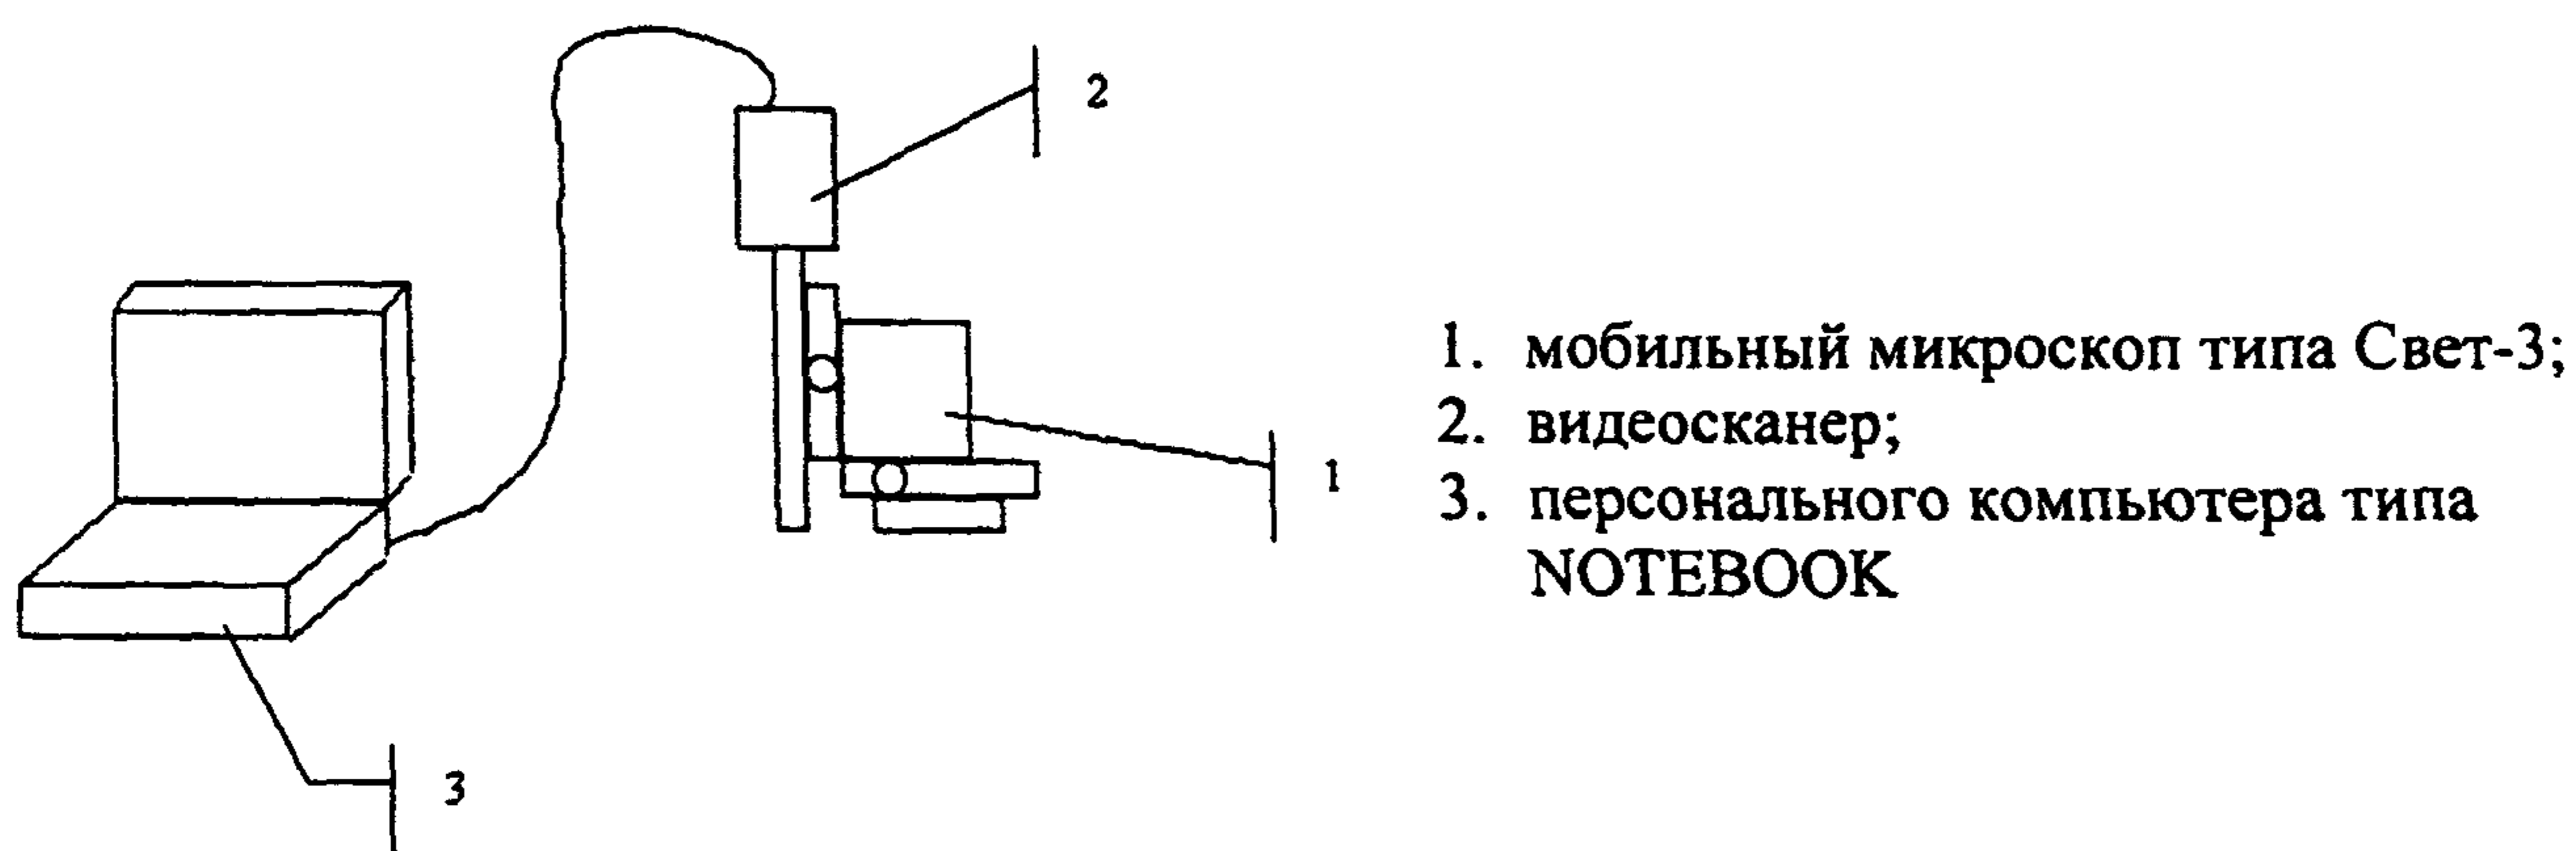 2
1
3
1. мобильный микроскоп типа Свет-3;
2. видеосканер;
3. персонального компьютера типа
NOTEBOOK